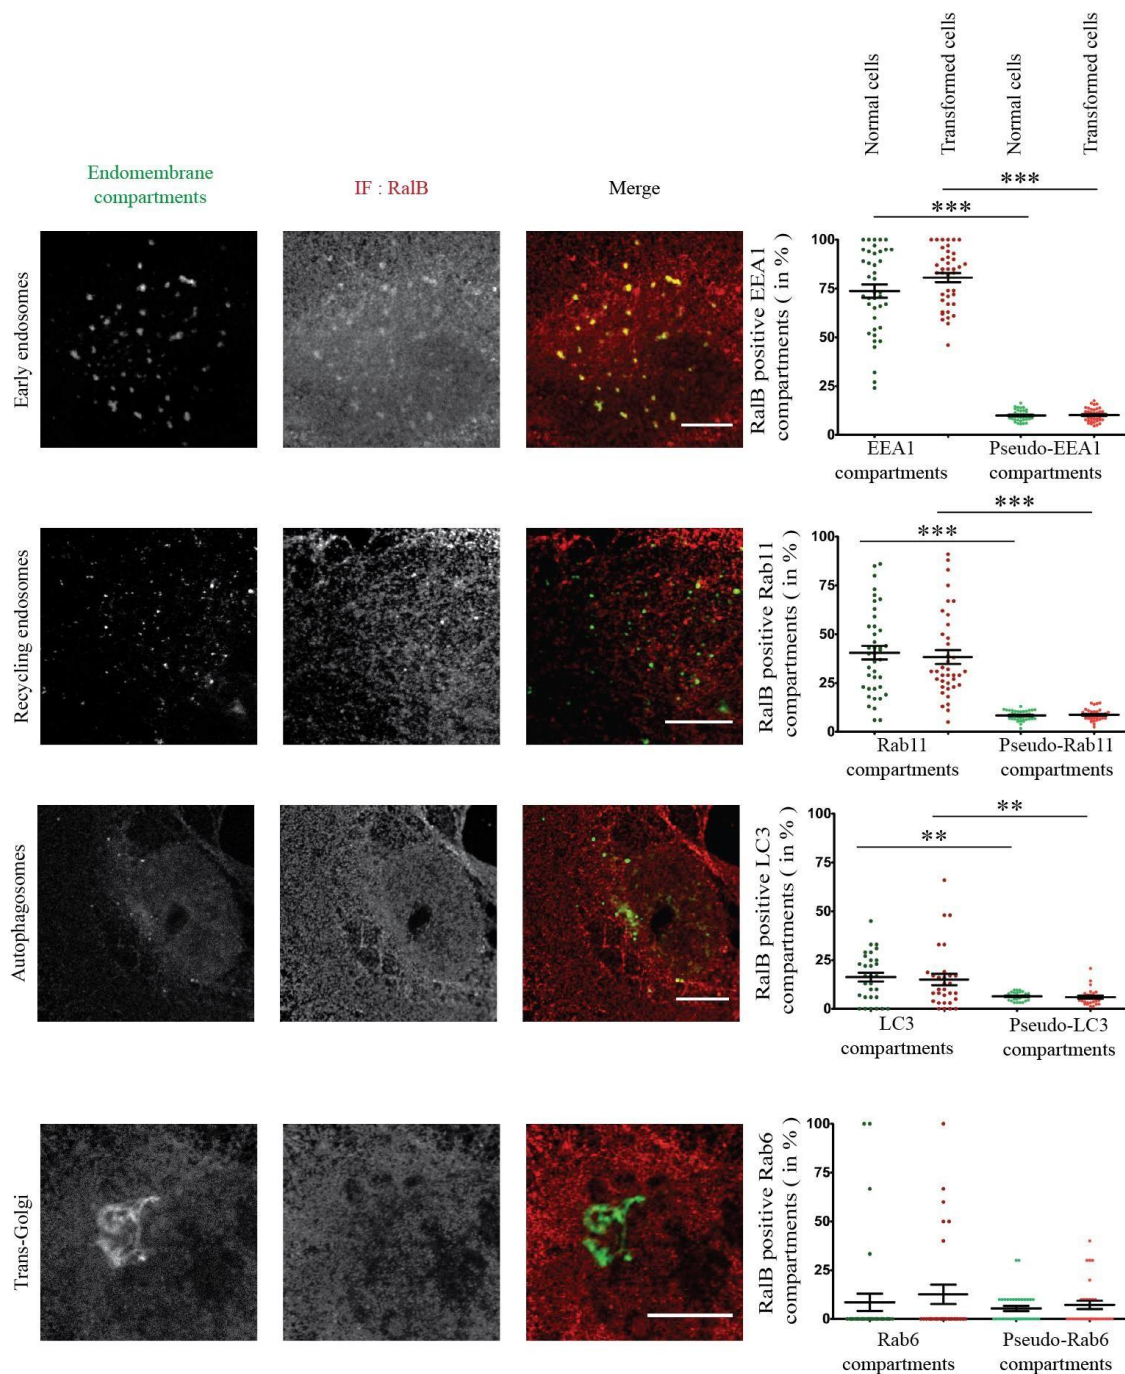 Normal cells
Transformed cells
Normal cells
Transformed cells
Endomembrane
compartments
IF : RalB
Merge
***
***
Early endosomes
RalB positive EEA1
compartments ( in % )
100
75
50
25
0
EEA1
compartments
Pseudo-EEA1
compartments
***
***
Recycling endosomes
RalB positive Rab11
compartments ( in % )
100
75
50
25
0
Rab11
compartments
Pseudo-Rab11
compartments
**
**
Autophagosomes
RalB positive LC3
compartments ( in % )
100
75
50
25
0
LC3
compartments
Pseudo-LC3
compartments
Trans-Golgi
RalB positive Rab6
compartments ( in % )
100
75
50
25
0
Rab6
compartments
Pseudo-Rab6
compartments